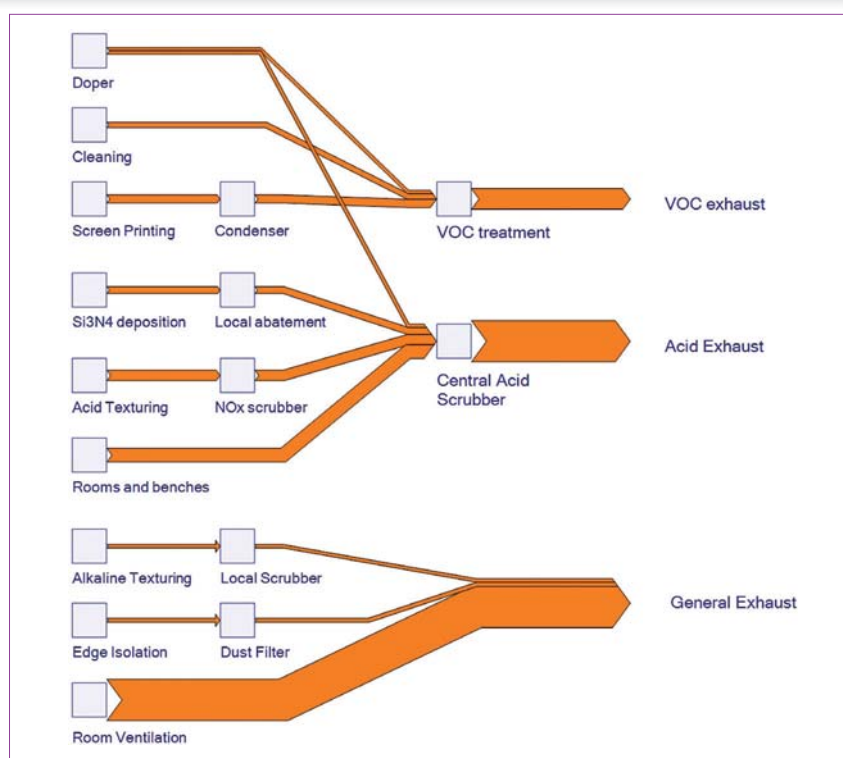 Doper
Cleaning
Screen Printing
Condenser
VOC treatment
VOC exhaust
Si3N4 deposition
Local abatement
Acid Texturing
NOx scrubber
Central Acid
Scrubber
Acid Exhaust
Rooms and benches
Alkaline Texturing
Local Scrubber
Edge Isolation
Dust Filter
General Exhaust
Room Ventilation